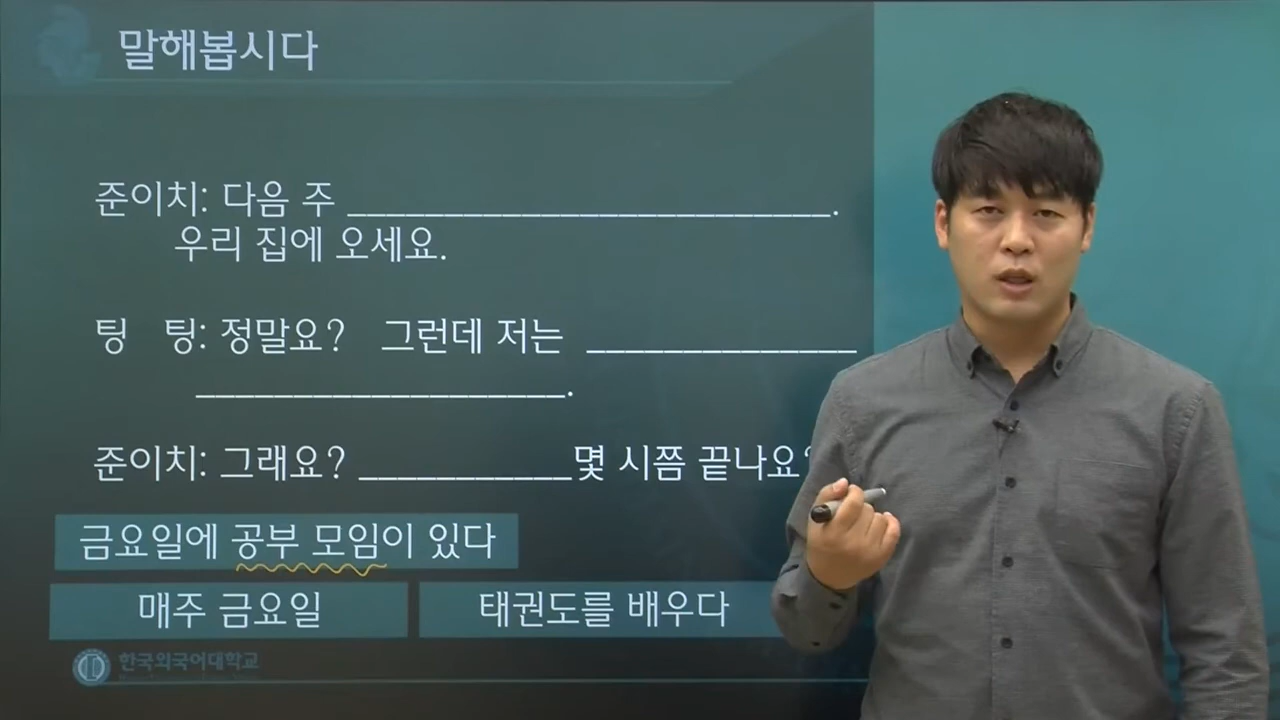 말해봅시다
준이치: 다음 주 _________________________.
우리 집에 오세요.
팅 팅: 정말요? 그런데 저는 ______________
___________________.
준이치: 그래요? ___________몇 시쯤 끝나요?
금요일에 공부 모임이 있다
매주 금요일
태권도를 배우다
한국외국어대학교